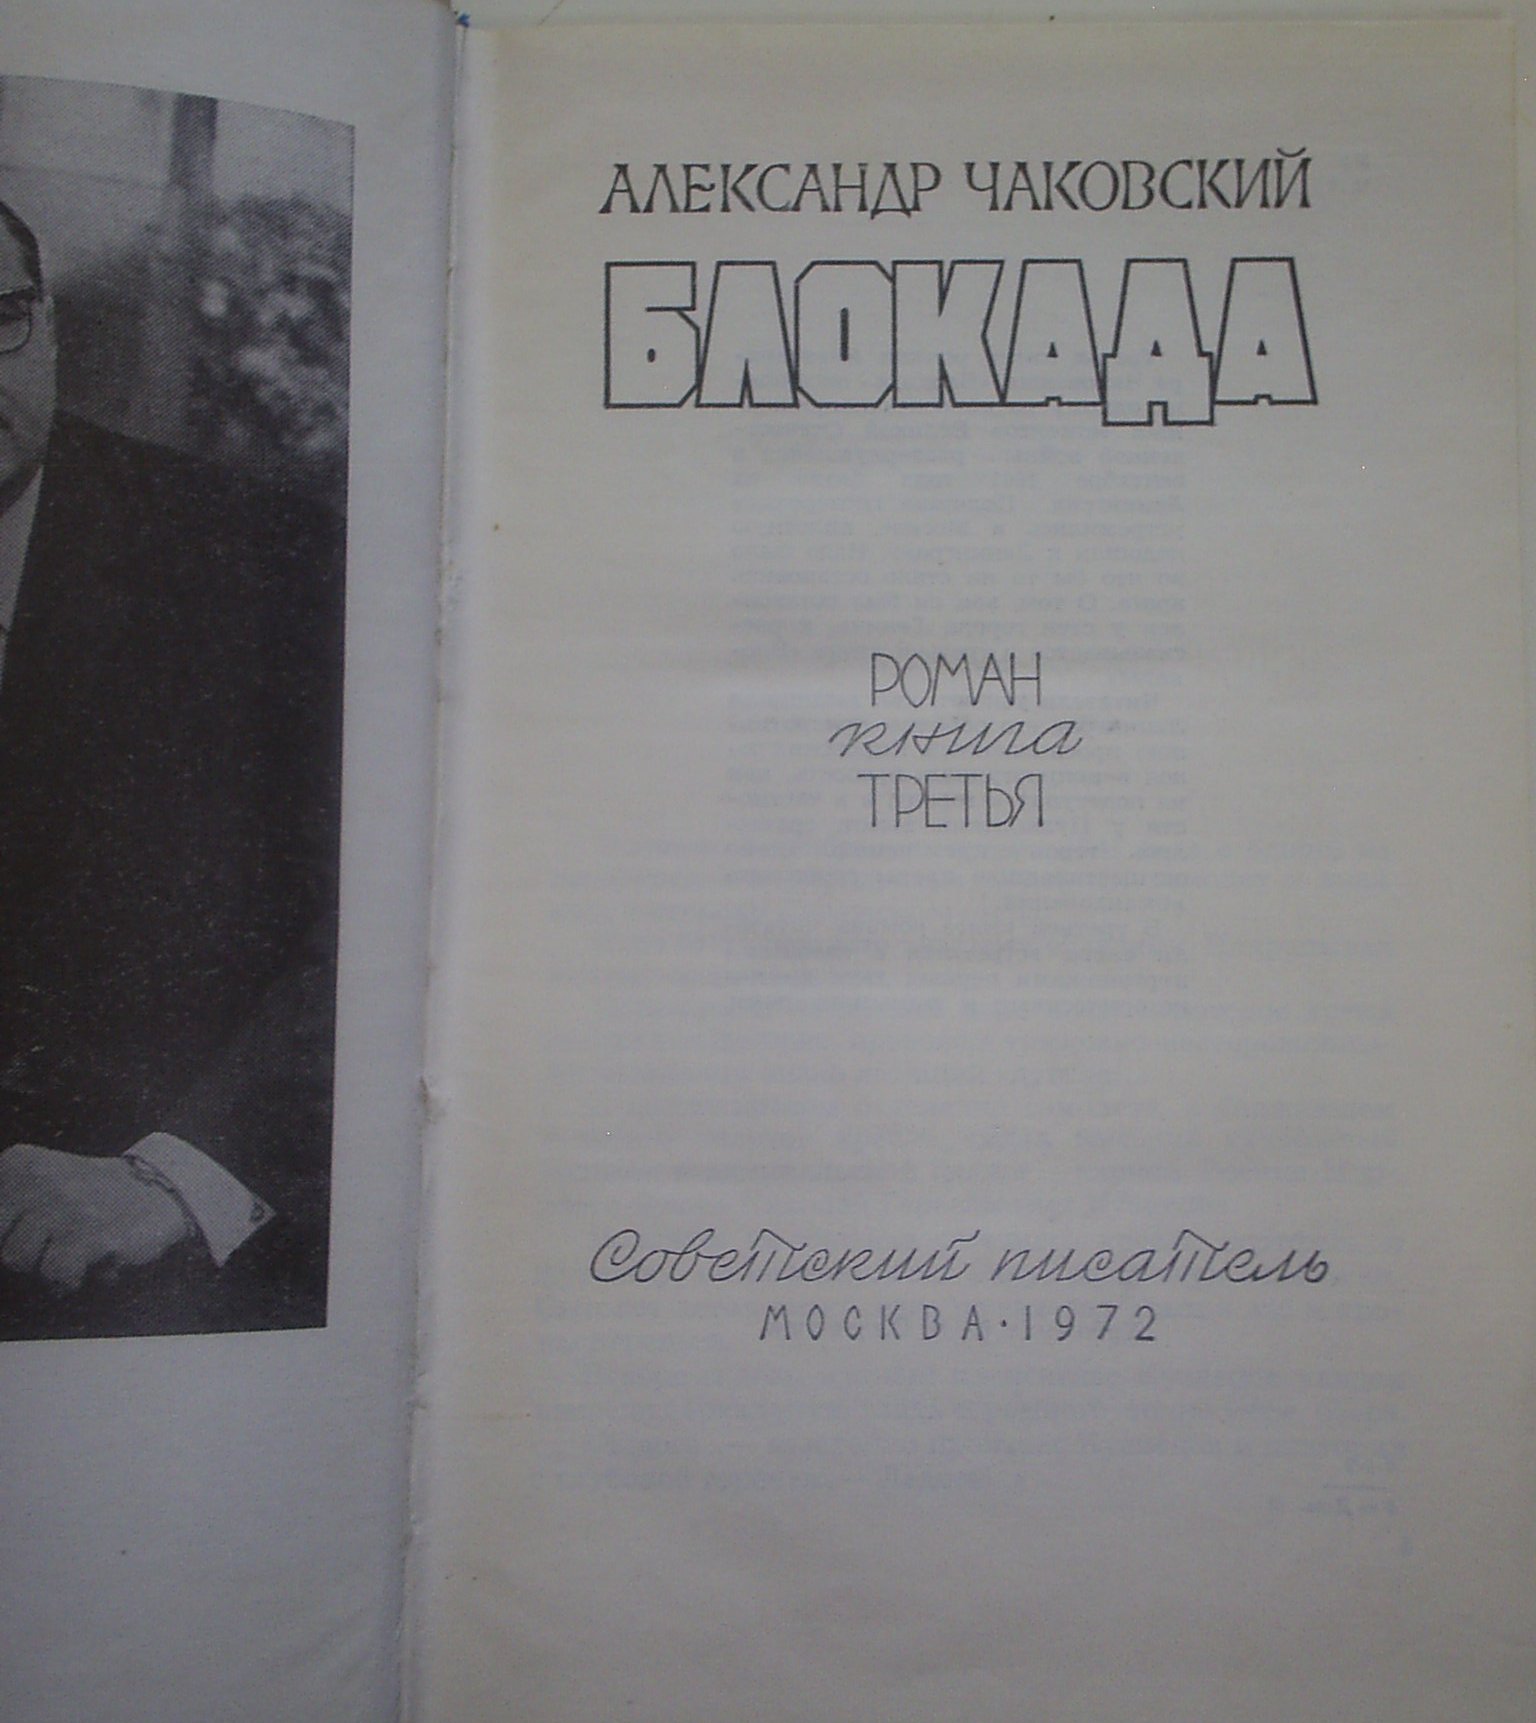 АЛЕКСАНДР ЧАКОВСКИЙ
БЛОКАДА
РОМАН
книга
ТРЕТЬЯ
Советский писатель
МОСКВА·1972